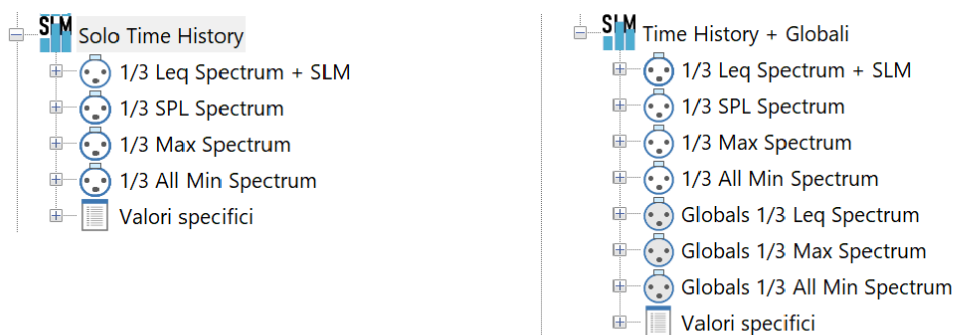 SLM Solo Time History
1/3 Leq Spectrum + SLM
1/3 SPL Spectrum
1/3 Max Spectrum
1/3 All Min Spectrum
Valori specifici
SLM Time History + Globali
1/3 Leq Spectrum + SLM
1/3 SPL Spectrum
1/3 Max Spectrum
1/3 All Min Spectrum
Globals 1/3 Leq Spectrum
Globals 1/3 Max Spectrum
Globals 1/3 All Min Spectrum
Valori specifici